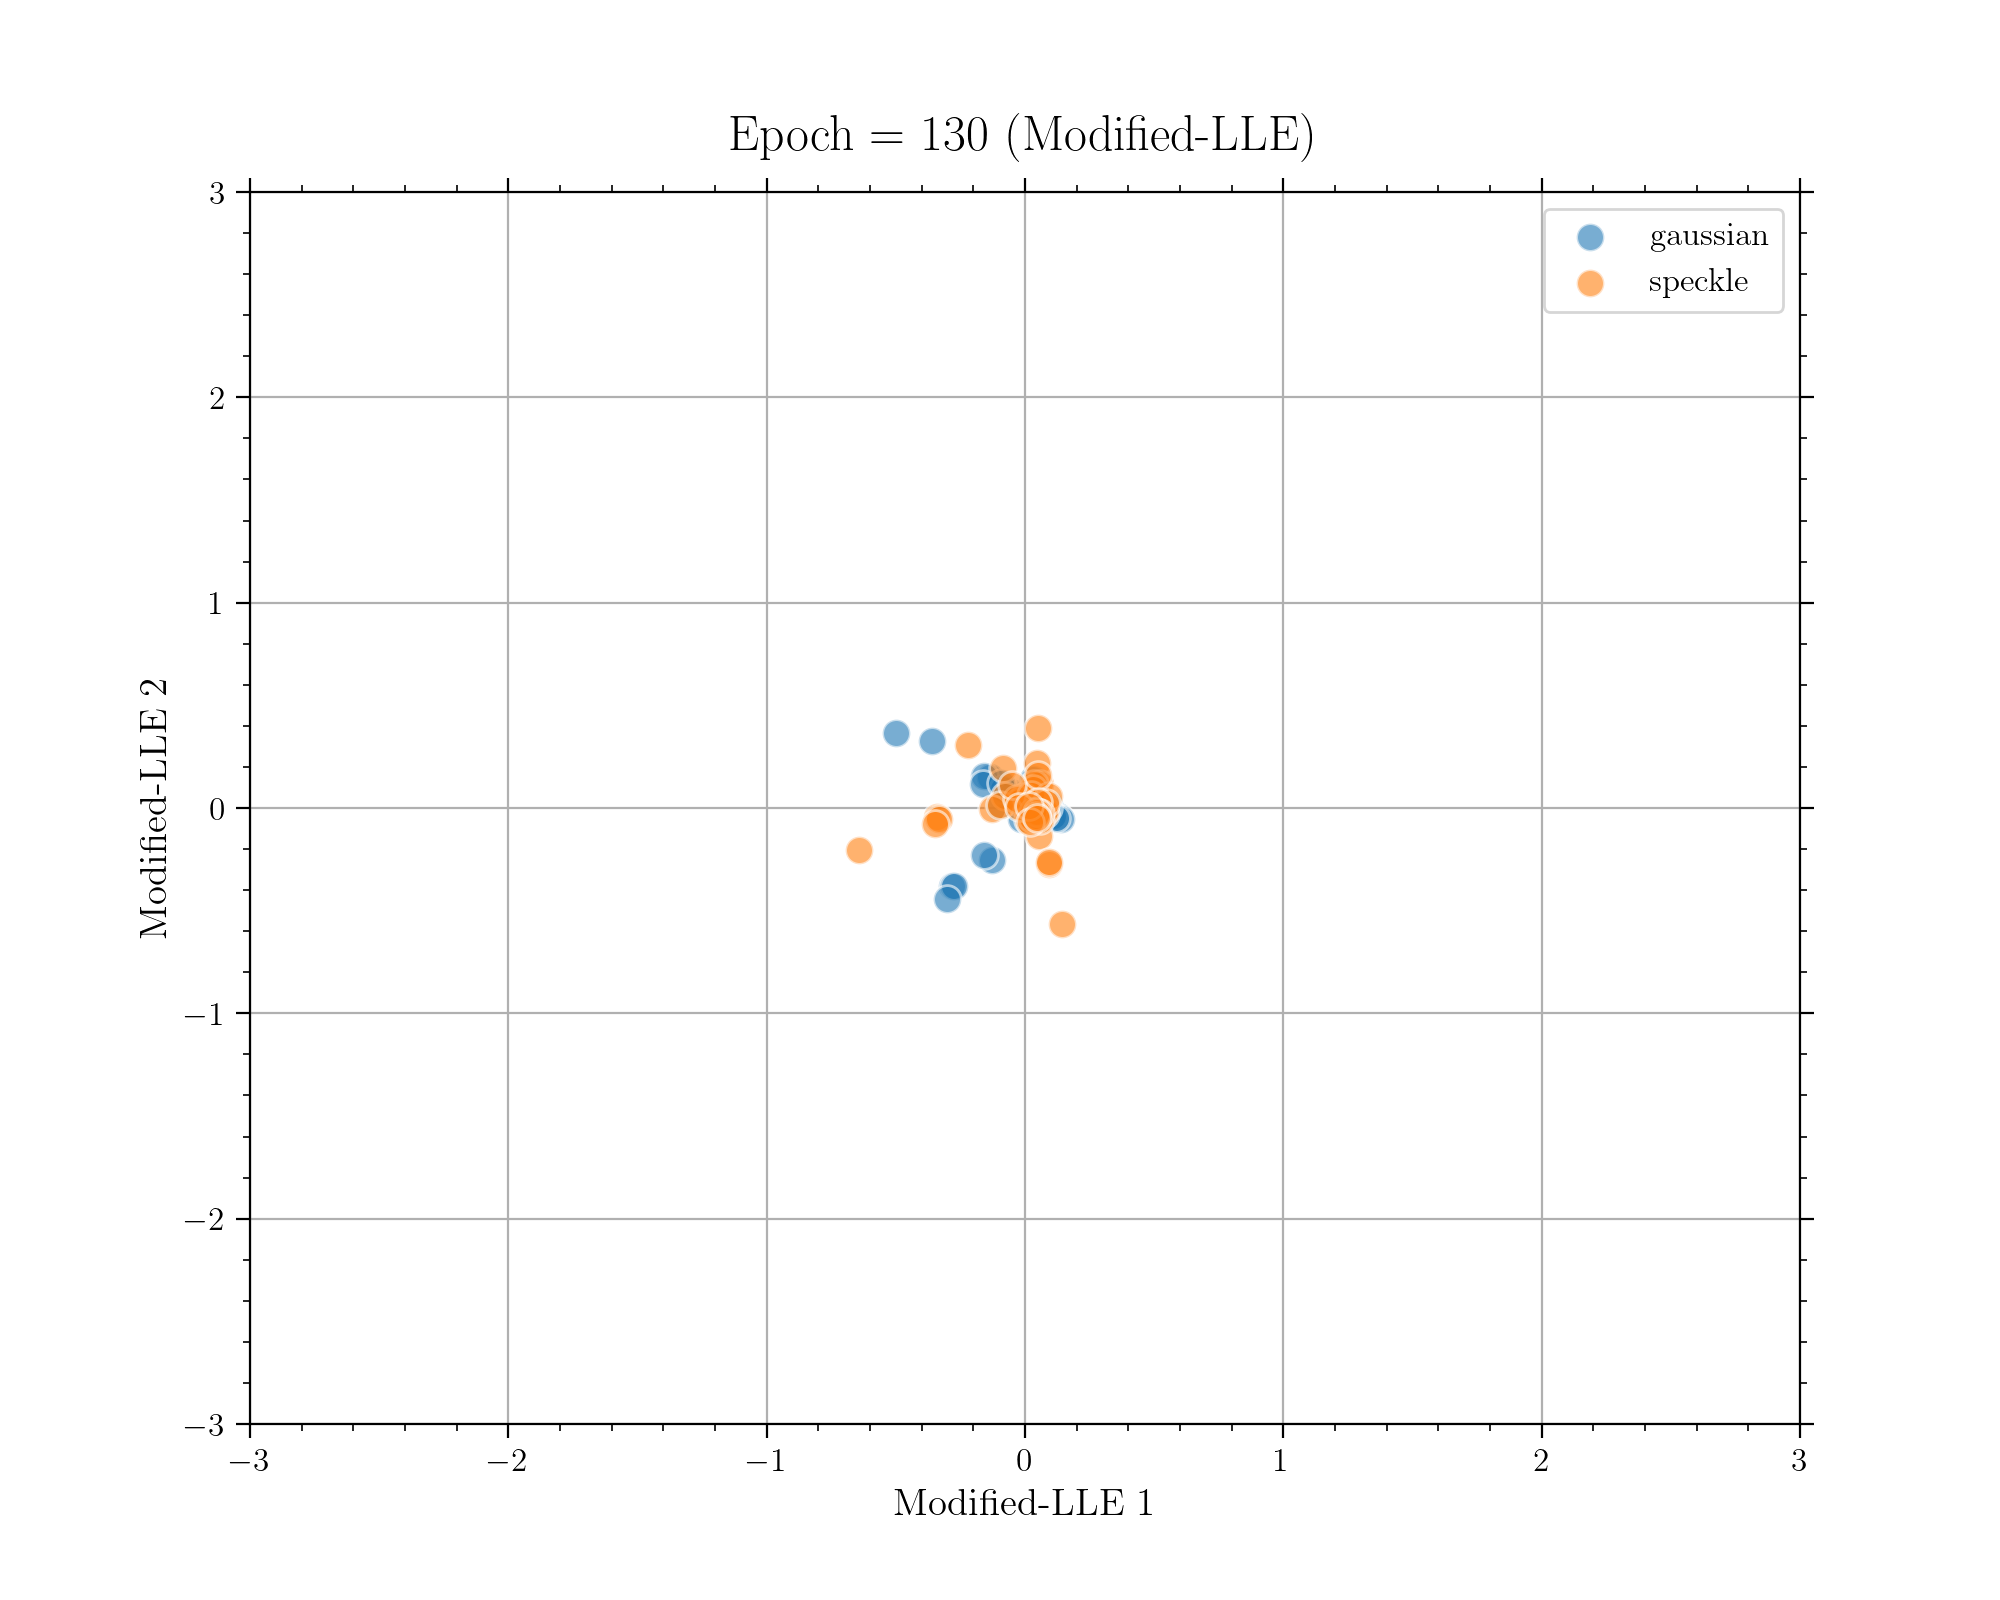 Epoch = 130 (Modified-LLE)
gaussian
speckle
3
2
1
0
−1
−2
−3
Modified-LLE 2
−3
−2
−1
0
1
2
3
Modified-LLE 1